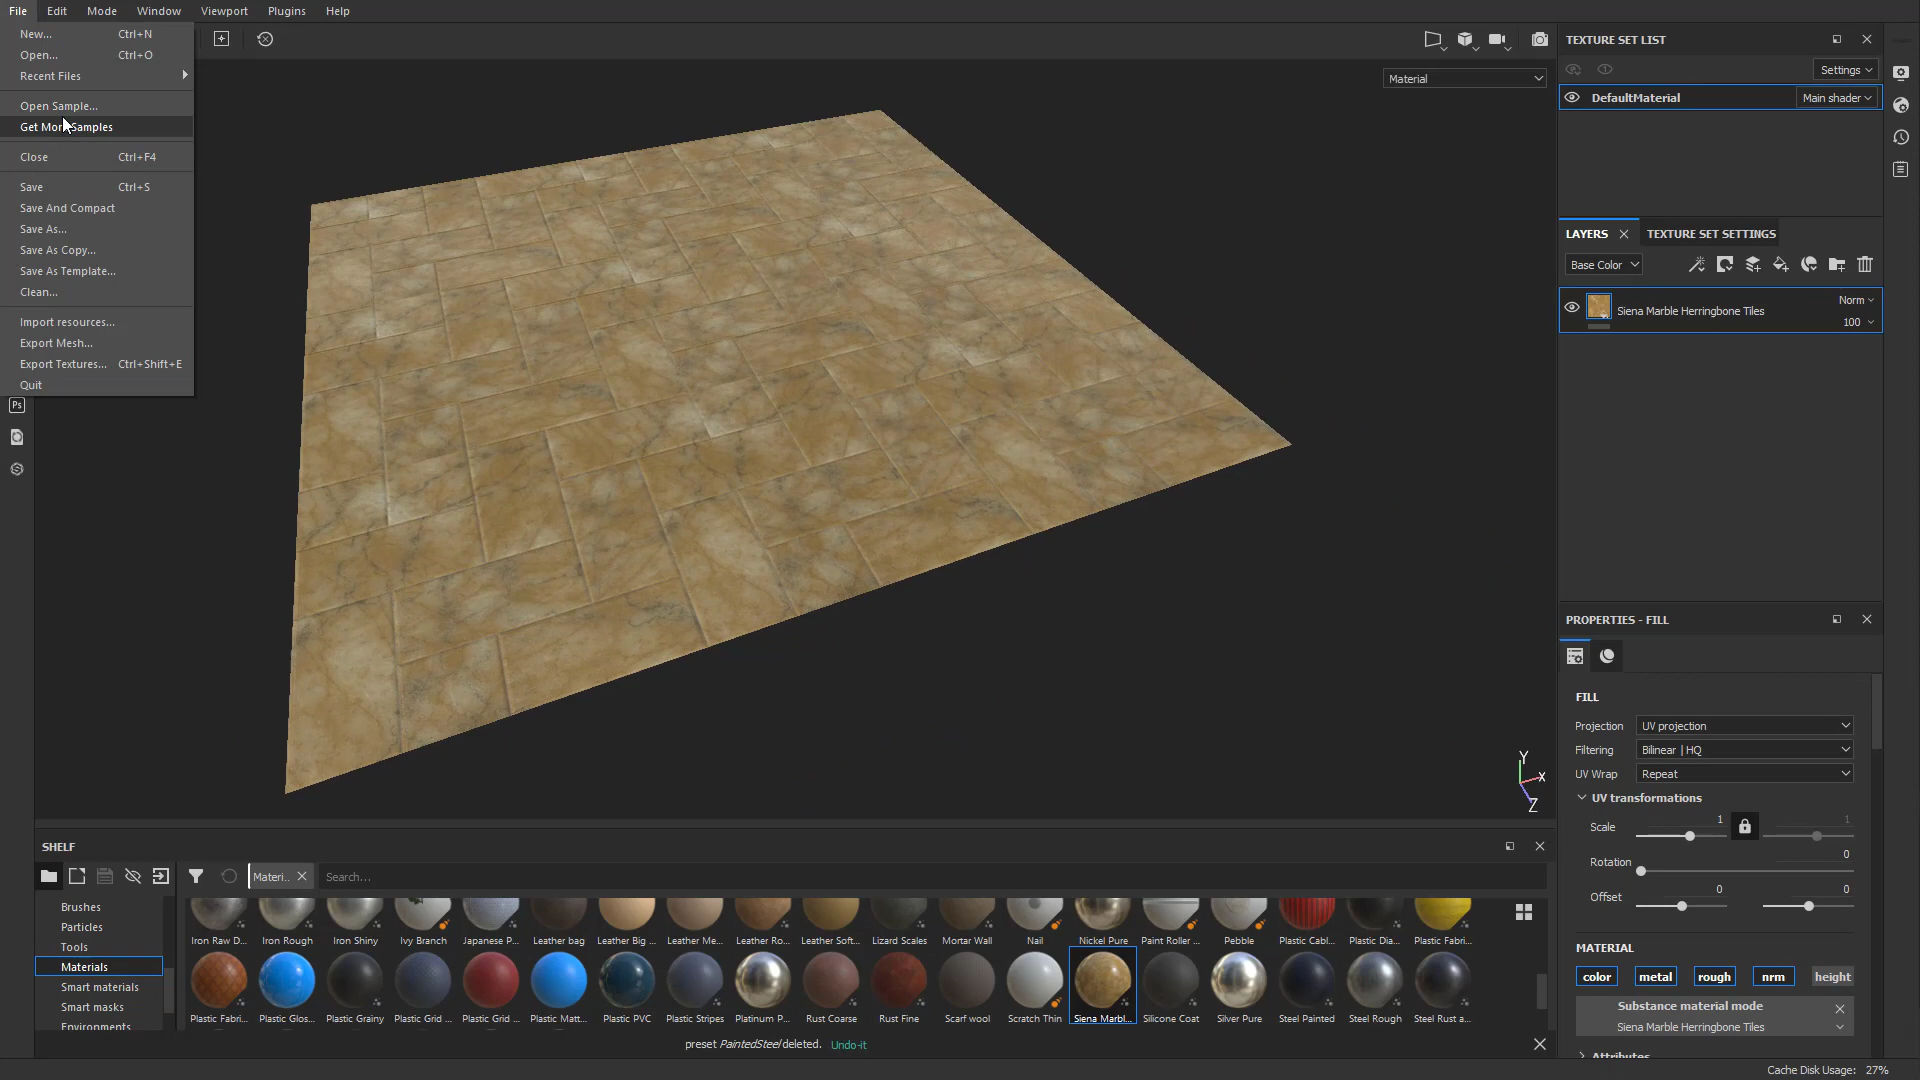 File Edit Mode Window Viewport Plugins Help
New... Ctrl+N
Open... Ctrl+O
Recent Files
Open Sample...
Get More Samples
Close Ctrl+F4
Save Ctrl+S
Save And Compact
Save As...
Save As Copy...
Save As Template...
Clean...
Import resources...
Export Mesh...
Export Textures... Ctrl+Shift+E
Quit
Ps
Material
Y
X
Z
TEXTURE SET LIST
Settings
DefaultMaterial Main shader
LAYERS TEXTURE SET SETTINGS
Base Color
Norm
Siena Marble Herringbone Tiles
100
PROPERTIES - FILL
FILL
Projection UV projection
Filtering Bilinear | HQ
UV Wrap Repeat
UV transformations
Scale 1 1
Rotation 0
Offset 0 0
MATERIAL
color metal rough nrm height
Substance material mode
Siena Marble Herringbone Tiles
Attributes
SHELF
Materi.. Search...
Brushes
Particles
Tools
Materials
Smart materials
Smart masks
Environments
Iron Raw D... Iron Rough Iron Shiny Ivy Branch Japanese P... Leather bag Leather Big ... Leather Me... Leather Ro... Leather Soft... Lizard Scales Mortar Wall Nail Nickel Pure Paint Roller ... Pebble Plastic Cabl... Plastic Dia... Plastic Fabri...
Plastic Fabri... Plastic Glos... Plastic Grainy Plastic Grid ... Plastic Grid ... Plastic Matt... Plastic PVC Plastic Stripes Platinum P... Rust Coarse Rust Fine Scarf wool Scratch Thin Siena Marbl... Silicone Coat Silver Pure Steel Painted Steel Rough Steel Rust a...
preset PaintedSteel deleted. Undo-it
Cache Disk Usage: 27%